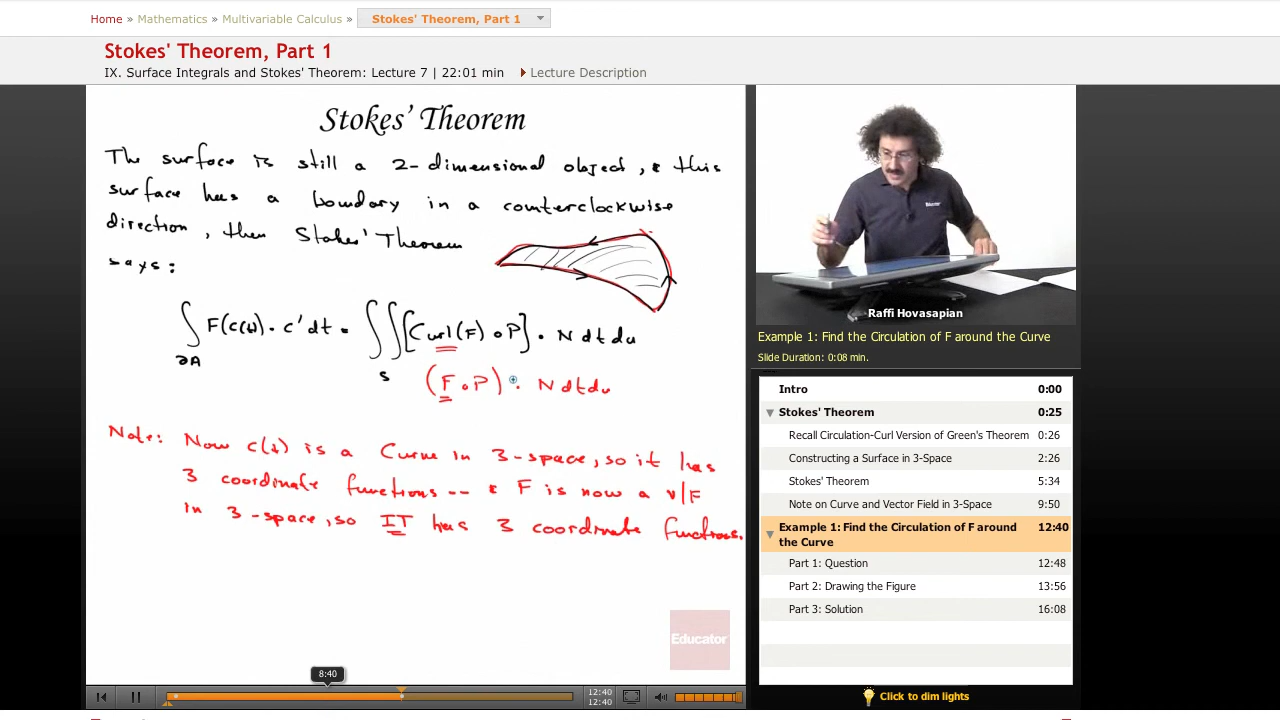 Home » Mathematics » Multivariable Calculus » Stokes' Theorem, Part 1
Stokes' Theorem, Part 1
IX. Surface Integrals and Stokes' Theorem: Lecture 7 | 22:01 min Lecture Description
Stokes' Theorem
The surface is still a 2-dimensional object, & this
surface has a boundary in a counterclockwise
direction, then Stokes' Theorem
says:
∫ F(c(t)) · c' dt = ∫∫ [Curl(F) ∘ P] · N dt du
∂A S
(F ∘ P) · N dt du
Note: Now c(t) is a Curve in 3-space, so it has
3 coordinate functions -- & F is now a v/F
in 3-space, so IT has 3 coordinate functions.
Educator
8:40
12:40
12:40
Educator
Raffi Hovasapian
Example 1: Find the Circulation of F around the Curve
Slide Duration: 0:08 min.
Intro 0:00
Stokes' Theorem 0:25
Recall Circulation-Curl Version of Green's Theorem 0:26
Constructing a Surface in 3-Space 2:26
Stokes' Theorem 5:34
Note on Curve and Vector Field in 3-Space 9:50
Example 1: Find the Circulation of F around 12:40
the Curve
Part 1: Question 12:48
Part 2: Drawing the Figure 13:56
Part 3: Solution 16:08
Click to dim lights